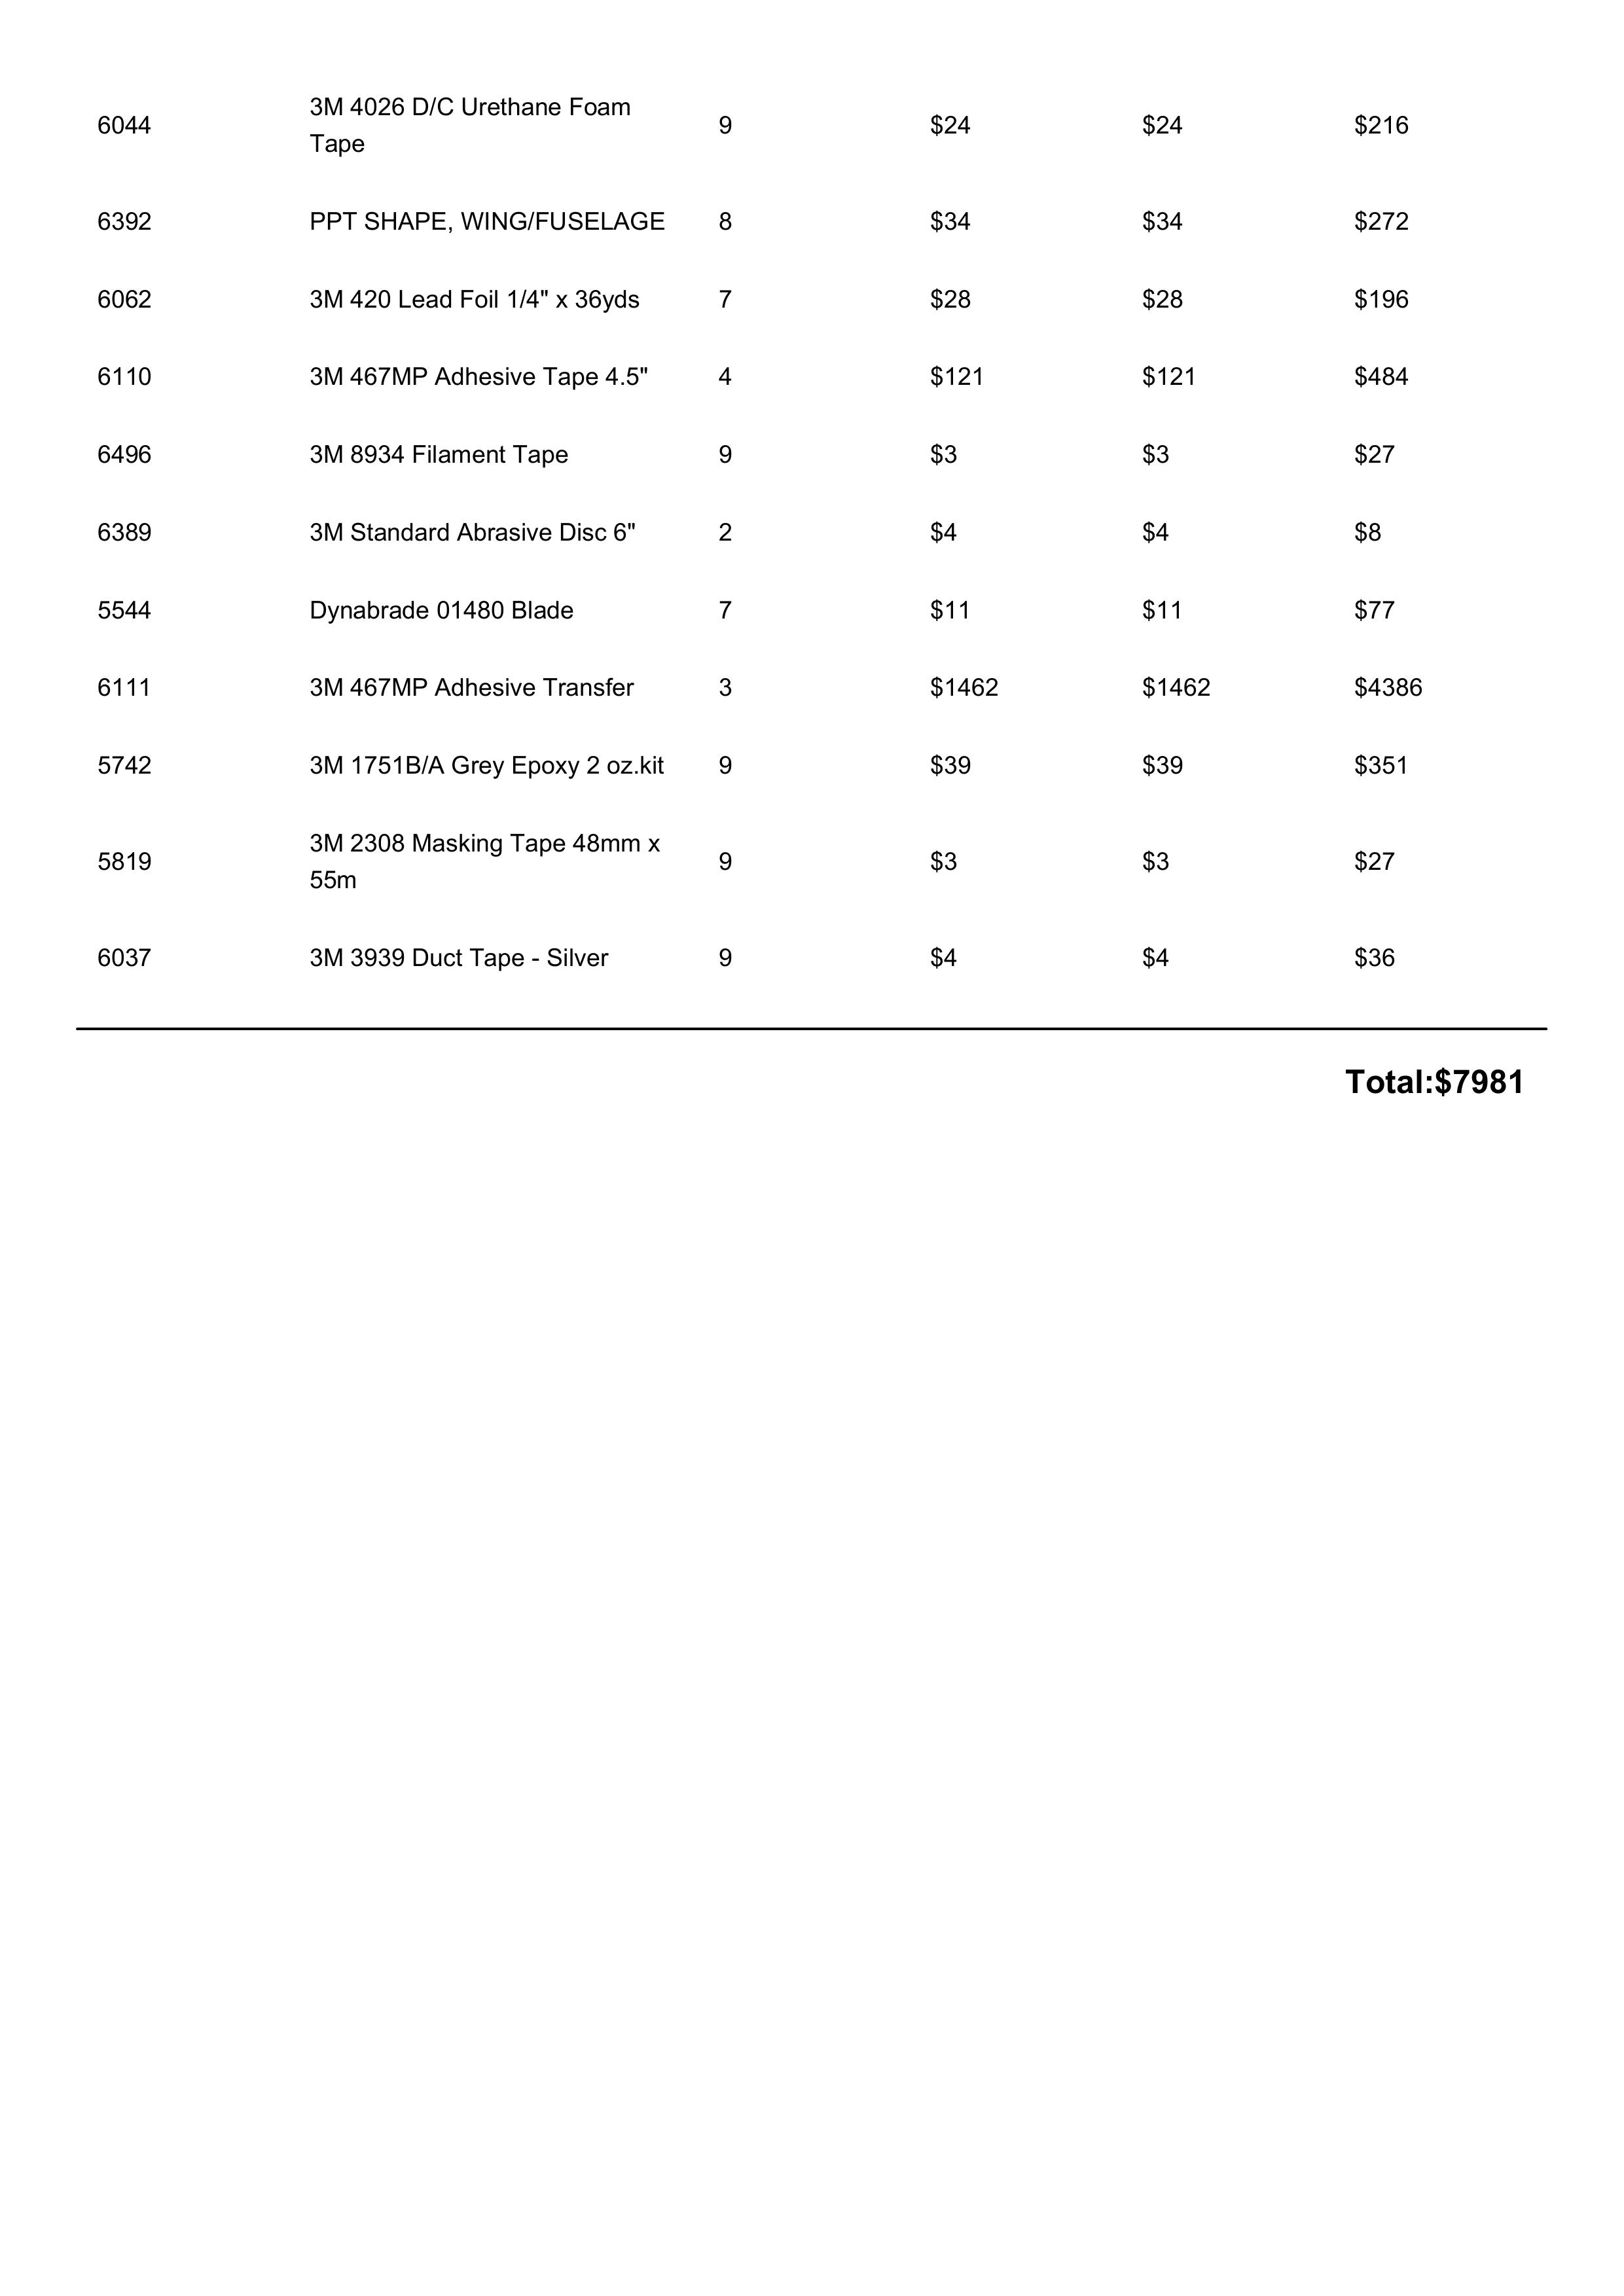 6044 3M 4026 D/C Urethane Foam Tape 9 $24 $24 $216
6392 PPT SHAPE, WING/FUSELAGE 8 $34 $34 $272
6062 3M 420 Lead Foil 1/4" x 36yds 7 $28 $28 $196
6110 3M 467MP Adhesive Tape 4.5" 4 $121 $121 $484
6496 3M 8934 Filament Tape 9 $3 $3 $27
6389 3M Standard Abrasive Disc 6" 2 $4 $4 $8
5544 Dynabrade 01480 Blade 7 $11 $11 $77
6111 3M 467MP Adhesive Transfer 3 $1462 $1462 $4386
5742 3M 1751B/A Grey Epoxy 2 oz.kit 9 $39 $39 $351
5819 3M 2308 Masking Tape 48mm x 55m 9 $3 $3 $27
6037 3M 3939 Duct Tape - Silver 9 $4 $4 $36
Total:$7981